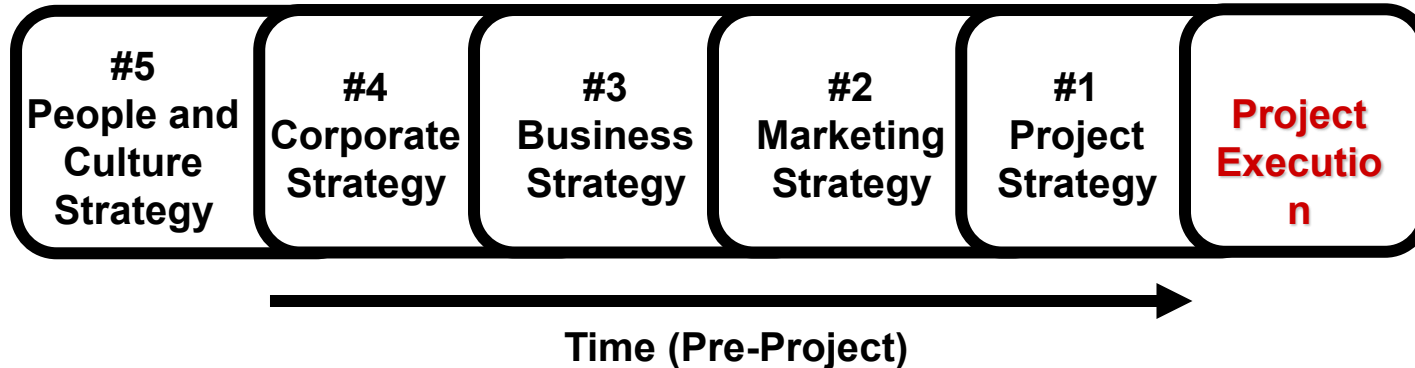 #5
People and
Culture
Strategy
#4
Corporate
Strategy
#3
Business
Strategy
#2
Marketing
Strategy
#1
Project
Strategy
Project
Executio
n
Time (Pre-Project)